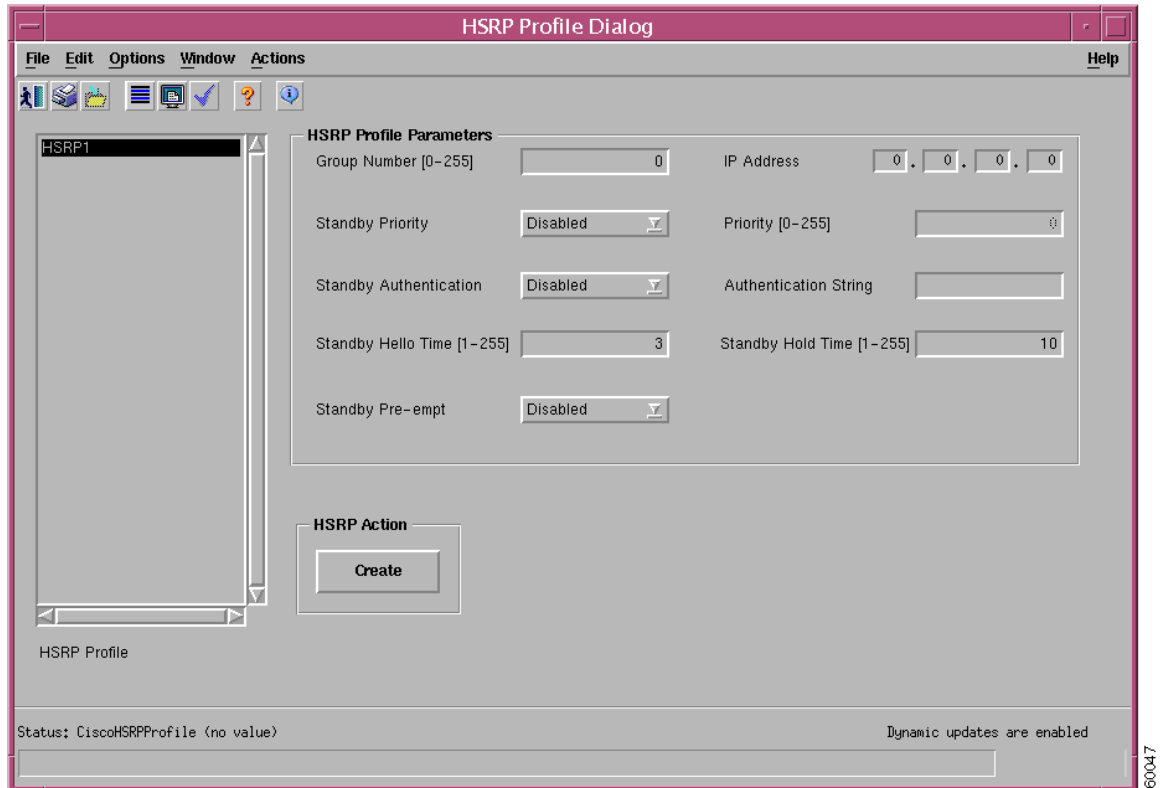 HSRP Profile Dialog
File Edit Options Window Actions Help
HSRP1
HSRP Profile Parameters
Group Number [0-255] 0 IP Address 0 . 0 . 0 . 0
Standby Priority Disabled Priority [0-255] 0
Standby Authentication Disabled Authentication String
Standby Hello Time [1-255] 3 Standby Hold Time [1-255] 10
Standby Pre-empt Disabled
HSRP Action
Create
HSRP Profile
Status: CiscoHSRPProfile (no value) Dynamic updates are enabled
60047